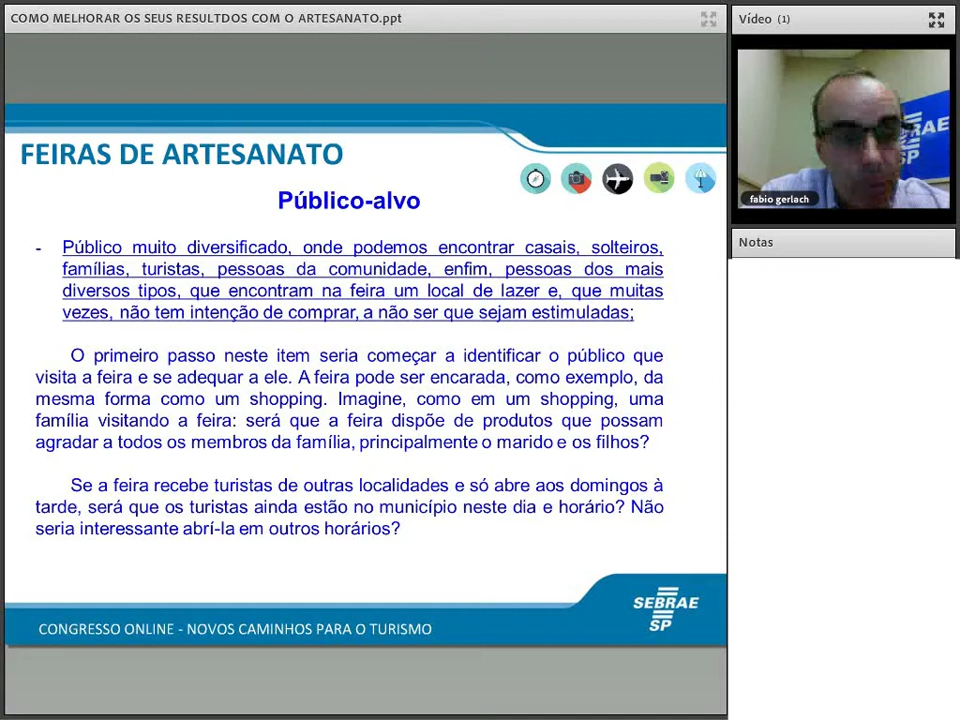 COMO MELHORAR OS SEUS RESULTDOS COM O ARTESANATO.ppt
FEIRAS DE ARTESANATO
Público-alvo
- Público muito diversificado, onde podemos encontrar casais, solteiros,
famílias, turistas, pessoas da comunidade, enfim, pessoas dos mais
diversos tipos, que encontram na feira um local de lazer e, que muitas
vezes, não tem intenção de comprar, a não ser que sejam estimuladas;
O primeiro passo neste item seria começar a identificar o público que
visita a feira e se adequar a ele. A feira pode ser encarada, como exemplo, da
mesma forma como um shopping. Imagine, como em um shopping, uma
família visitando a feira: será que a feira dispõe de produtos que possam
agradar a todos os membros da família, principalmente o marido e os filhos?
Se a feira recebe turistas de outras localidades e só abre aos domingos à
tarde, será que os turistas ainda estão no município neste dia e horário? Não
seria interessante abrí-la em outros horários?
SEBRAE
SP
CONGRESSO ONLINE - NOVOS CAMINHOS PARA O TURISMO
Vídeo (1)
SEBRAE
SP
fabio gerlach
Notas